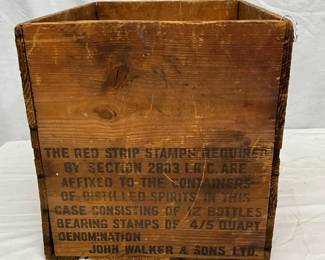 THE RED STRIP STAMPS REQUIRED
BY SECTION 2803 I.R.C. ARE
AFFIXED TO THE CONTAINERS
OF DISTILLED SPIRITS IN THIS
CASE CONSISTING OF 12 BOTTLES
BEARING STAMPS OF 4/5 QUART
DENOMINATION
JOHN WALKER & SONS, LTD.